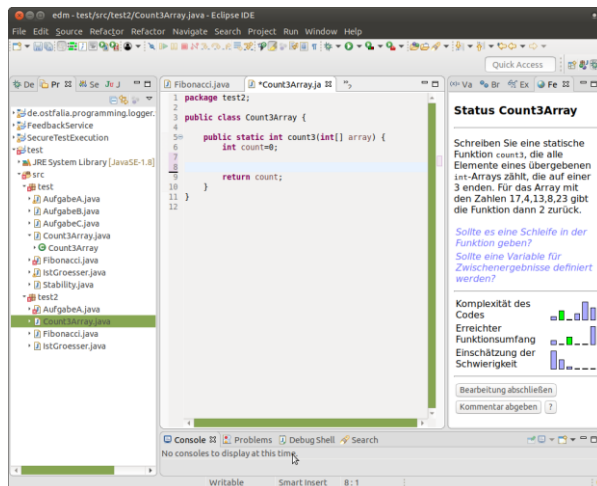 edm - test/src/test2/Count3Array.java - Eclipse IDE
File Edit Source Refactor Refactor Navigate Search Project Run Window Help
Quick Access
De Pr Se Ju J
de.ostfalia.programming.logger.
FeedbackService
SecureTestExecution
test
JRE System Library [JavaSE-1.8]
src
test
AufgabeA.java
AufgabeB.java
AufgabeC.java
Count3Array.java
Count3Array
Fibonacci.java
IstGroesser.java
Stability.java
test2
AufgabeA.java
Count3Array.java
Fibonacci.java
IstGroesser.java
Fibonacci.java *Count3Array.ja
1 package test2;
2
3 public class Count3Array {
4
5 public static int count3(int[] array) {
6 int count=0;
7
8
9 return count;
10 }
11 }
12
Va Br Ex Fe
Status Count3Array
Schreiben Sie eine statische
Funktion count3, die alle
Elemente eines übergebenen
int-Arrays zählt, die auf einer
3 enden. Für das Array mit
den Zahlen 17,4,13,8,23 gibt
die Funktion dann 2 zurück.
Sollte es eine Schleife in der
Funktion geben?
Sollte eine Variable für
Zwischenergebnisse definiert
werden?
Komplexität des
Codes
Erreichter
Funktionsumfang
Einschätzung der
Schwierigkeit
Bearbeitung abschließen
Kommentar abgeben ?
Console Problems Debug Shell Search
No consoles to display at this time.
Writable Smart Insert 8 : 1